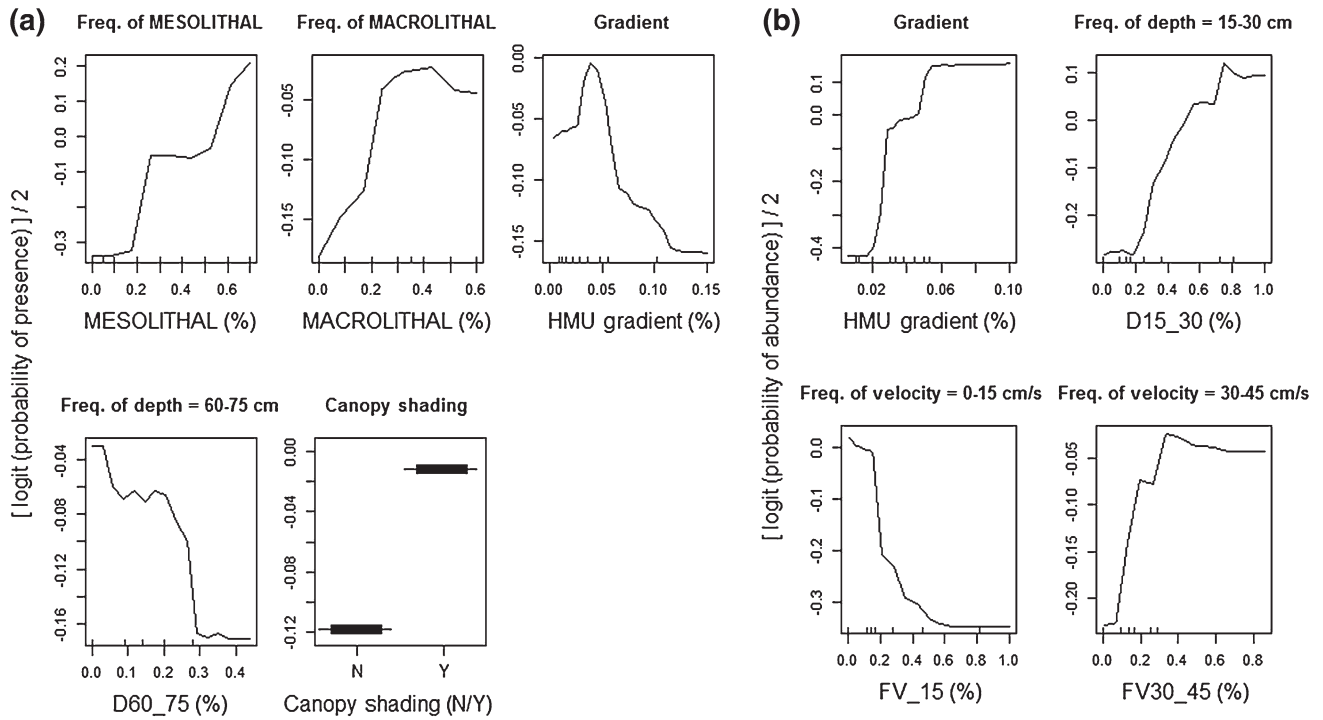 (a)
Freq. of MESOLITHAL
Freq. of MACROLITHAL
Gradient
[ logit (probability of presence) ] / 2
0.2
0.1
0.0
-0.1
-0.3
0.0 0.2 0.4 0.6
MESOLITHAL (%)
-0.05
-0.10
-0.15
0.0 0.2 0.4 0.6
MACROLITHAL (%)
0.00
-0.05
-0.10
-0.15
0.00 0.05 0.10 0.15
HMU gradient (%)
Freq. of depth = 60-75 cm
Canopy shading
-0.04
-0.08
-0.12
-0.16
0.0 0.1 0.2 0.3 0.4
D60_75 (%)
0.00
-0.04
-0.08
-0.12
N Y
Canopy shading (N/Y)
(b)
Gradient
Freq. of depth = 15-30 cm
[ logit (probability of abundance) ] / 2
0.1
0.0
-0.2
-0.4
0.02 0.06 0.10
HMU gradient (%)
0.1
0.0
-0.1
-0.2
0.0 0.2 0.4 0.6 0.8 1.0
D15_30 (%)
Freq. of velocity = 0-15 cm/s
Freq. of velocity = 30-45 cm/s
0.0
-0.1
-0.2
-0.3
0.0 0.2 0.4 0.6 0.8 1.0
FV_15 (%)
-0.05
-0.10
-0.15
-0.20
0.0 0.2 0.4 0.6 0.8
FV30_45 (%)